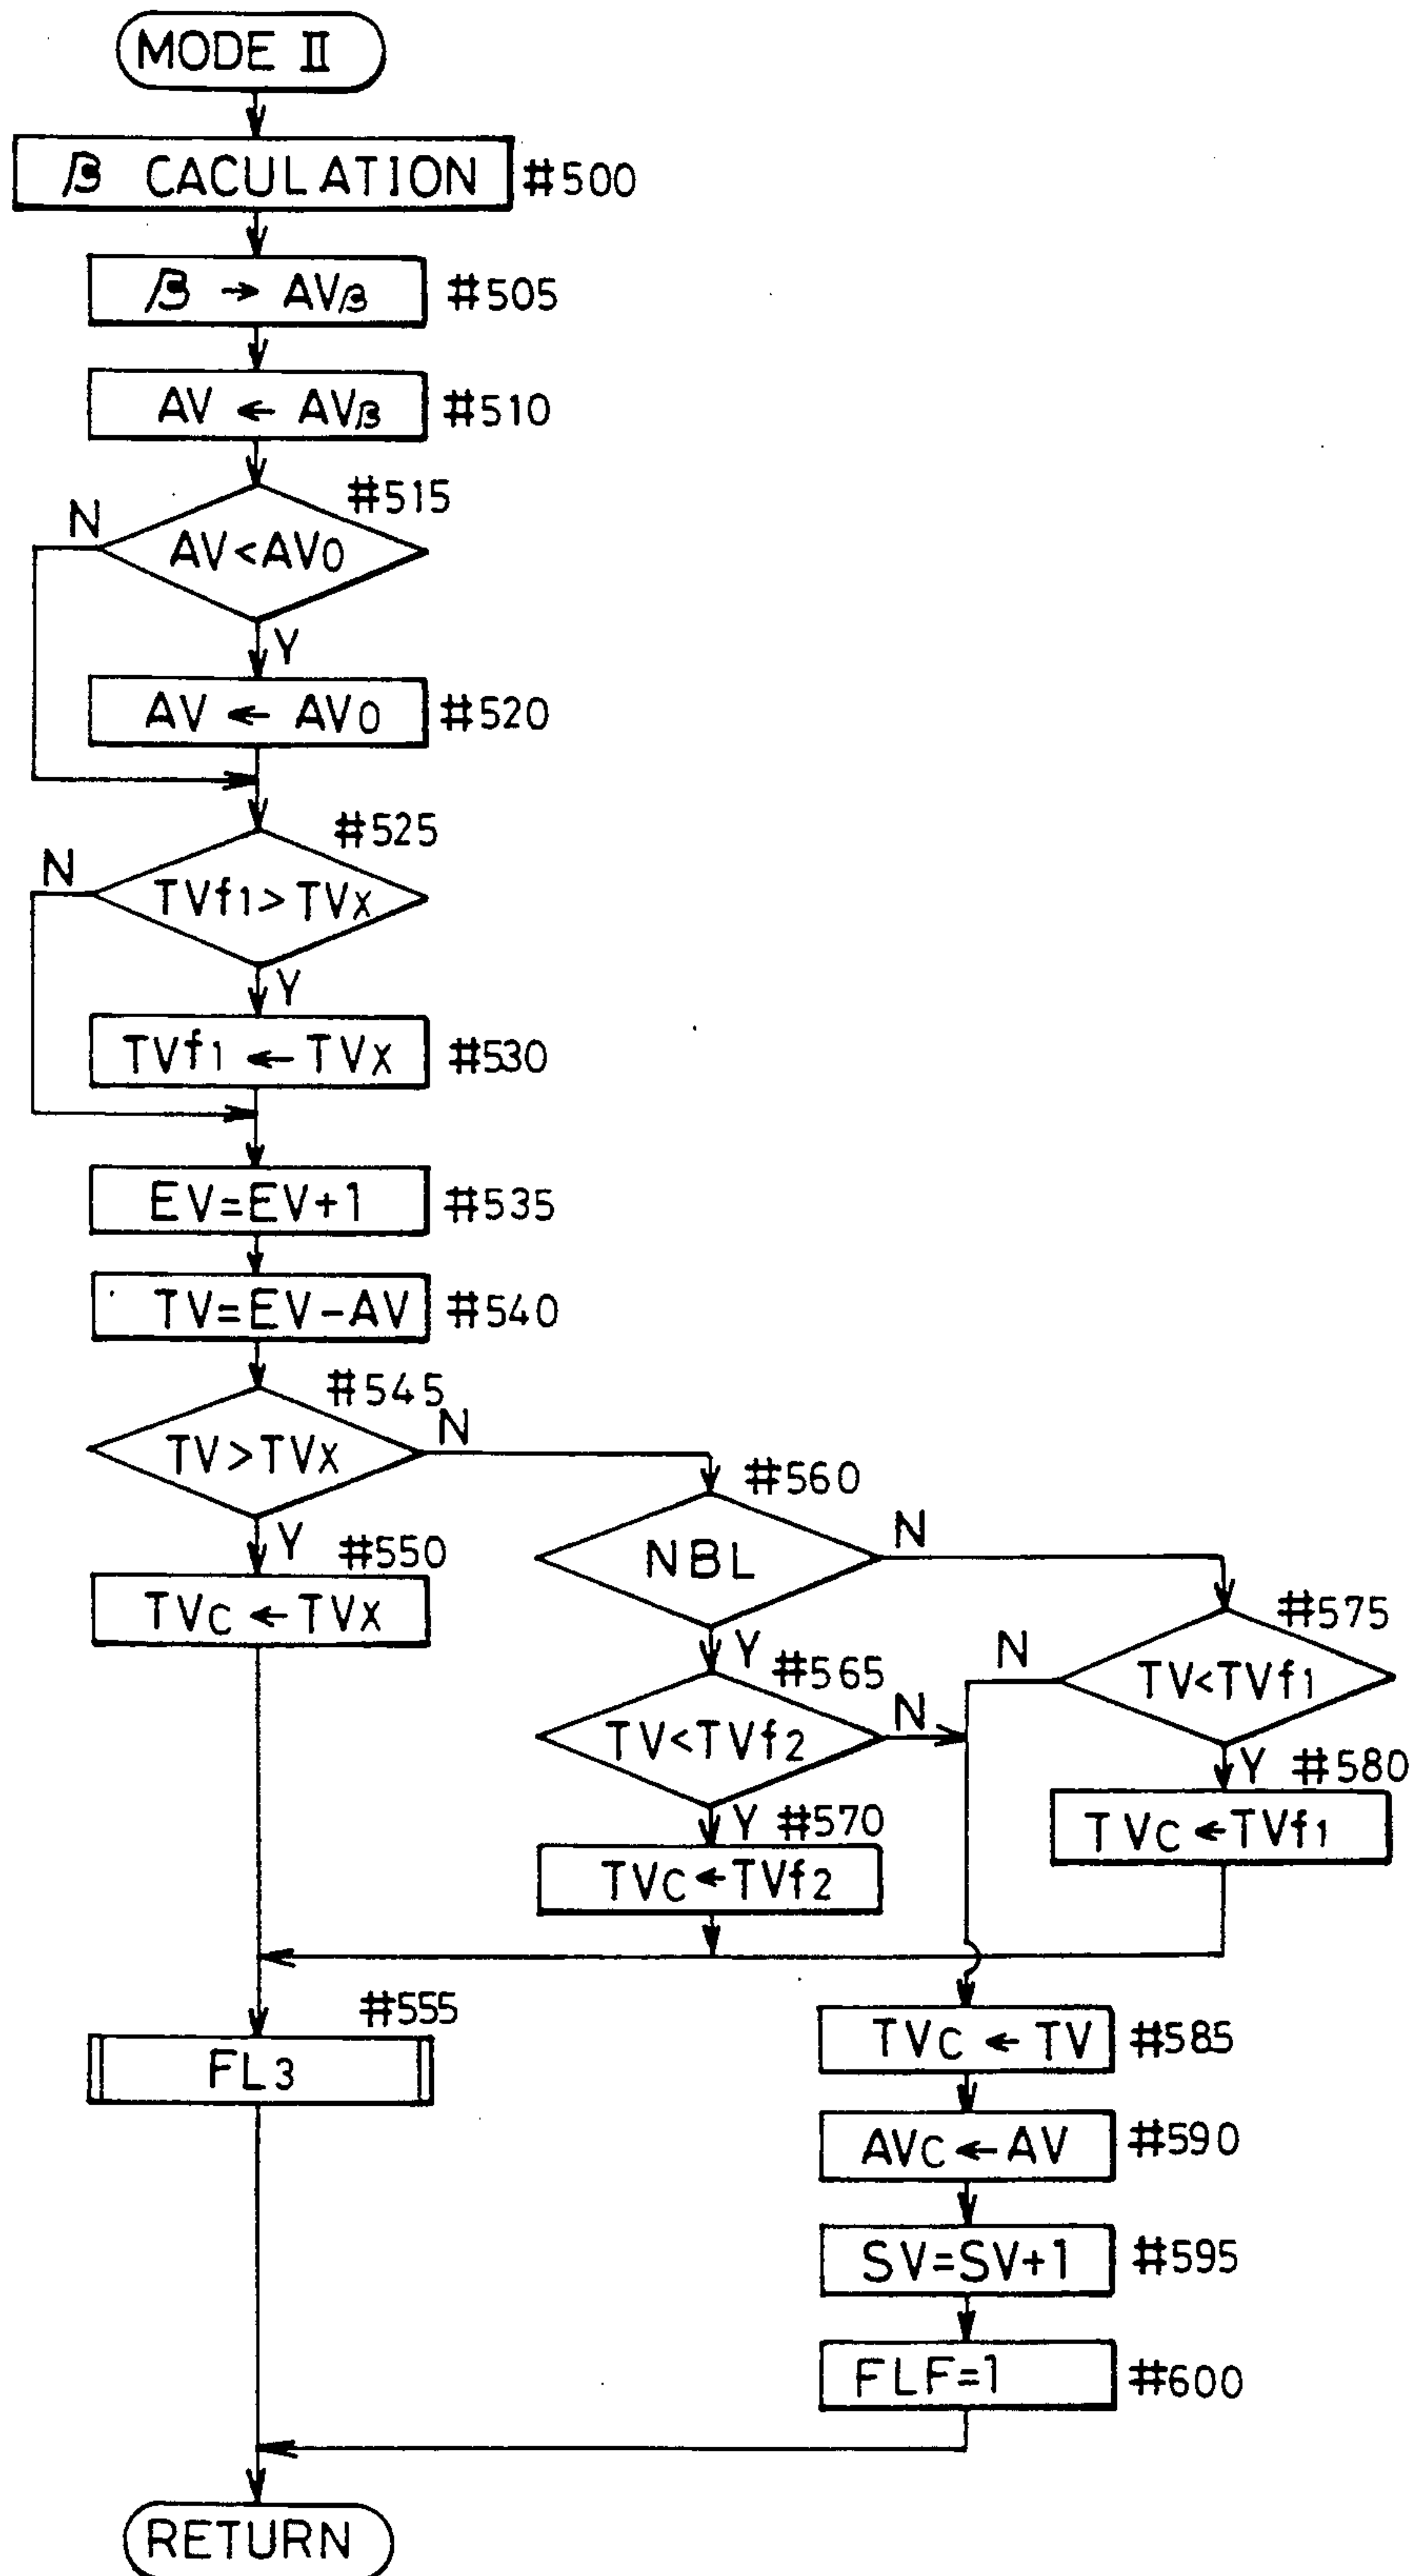 MODE II
β CACULATION #500
β → AVβ #505
AV ← AVβ #510
#515
N
AV<AV0
Y
AV ← AV0 #520
#525
N
TVf1>TVX
Y
TVf1 ← TVX #530
EV=EV+1 #535
TV=EV-AV #540
#545
N
TV>TVX
#560
Y
#550
NBL
N
TVC ← TVX
#575
Y
#565
N
TV<TVf1
TV<TVf2
N
Y
#580
Y
#570
TVC ← TVf1
TVC ← TVf2
#555
FL3
TVC ← TV #585
AVC ← AV #590
SV=SV+1 #595
FLF=1 #600
RETURN